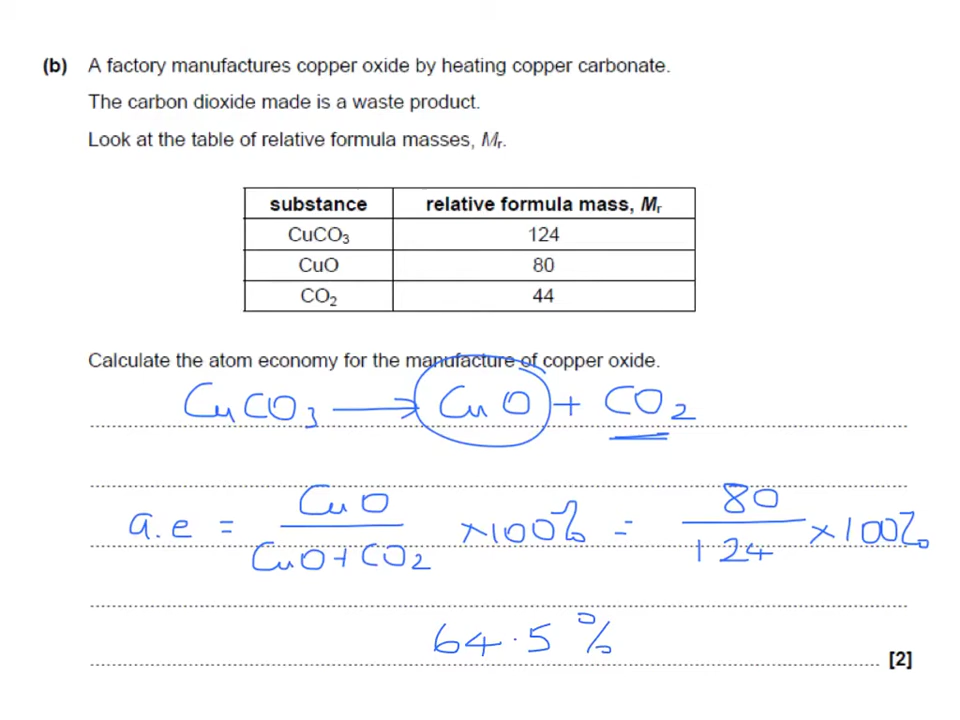 (b) A factory manufactures copper oxide by heating copper carbonate.
The carbon dioxide made is a waste product.
Look at the table of relative formula masses, Mᵣ.
substance relative formula mass, Mᵣ
CuCO₃ 124
CuO 80
CO₂ 44
Calculate the atom economy for the manufacture of copper oxide.
CuCO₃ → CuO + CO₂
a.e = CuO / CuO + CO₂ ×100% = 80 / 124 ×100%
64.5 %
[2]